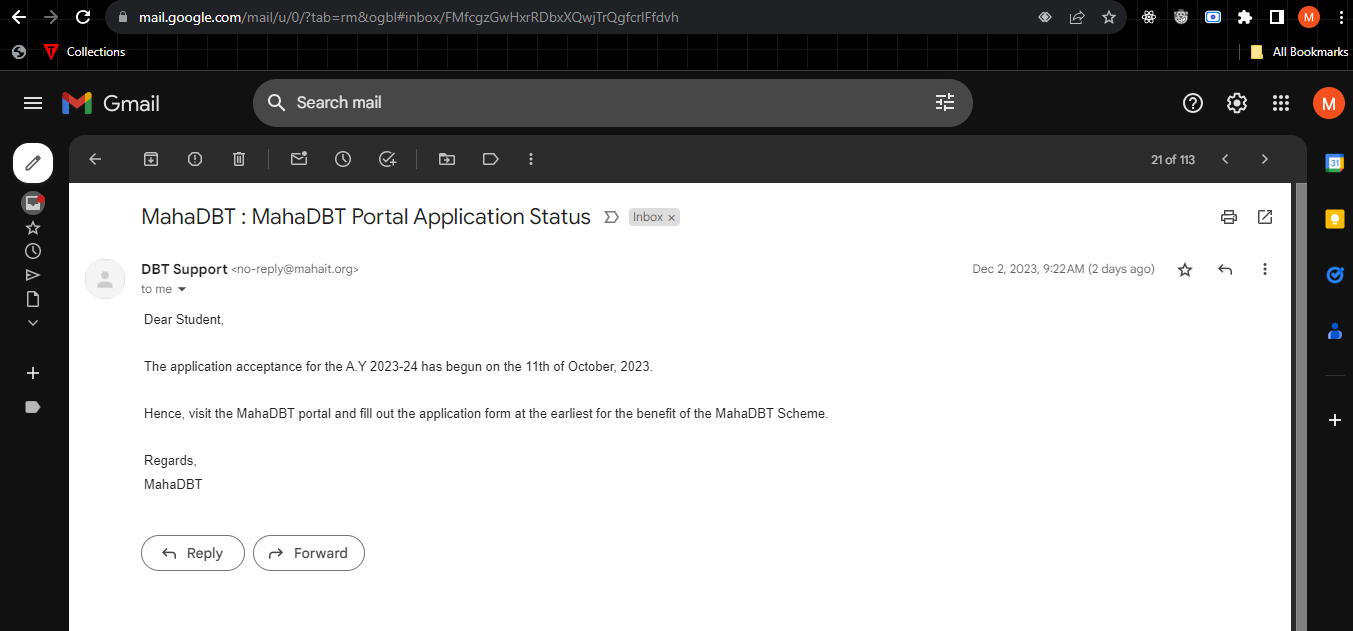 mail.google.com/mail/u/0/?tab=rm&ogbl#inbox/FMfcgzGwHxrRDbxXQwjTrQgfcrlFfdvh
M
Collections
All Bookmarks
Gmail
Search mail
M
21 of 113
31
MahaDBT : MahaDBT Portal Application Status
Inbox x
DBT Support <no-reply@mahait.org>
Dec 2, 2023, 9:22 AM (2 days ago)
to me
Dear Student,
The application acceptance for the A.Y 2023-24 has begun on the 11th of October, 2023.
Hence, visit the MahaDBT portal and fill out the application form at the earliest for the benefit of the MahaDBT Scheme.
Regards,
MahaDBT
Reply
Forward